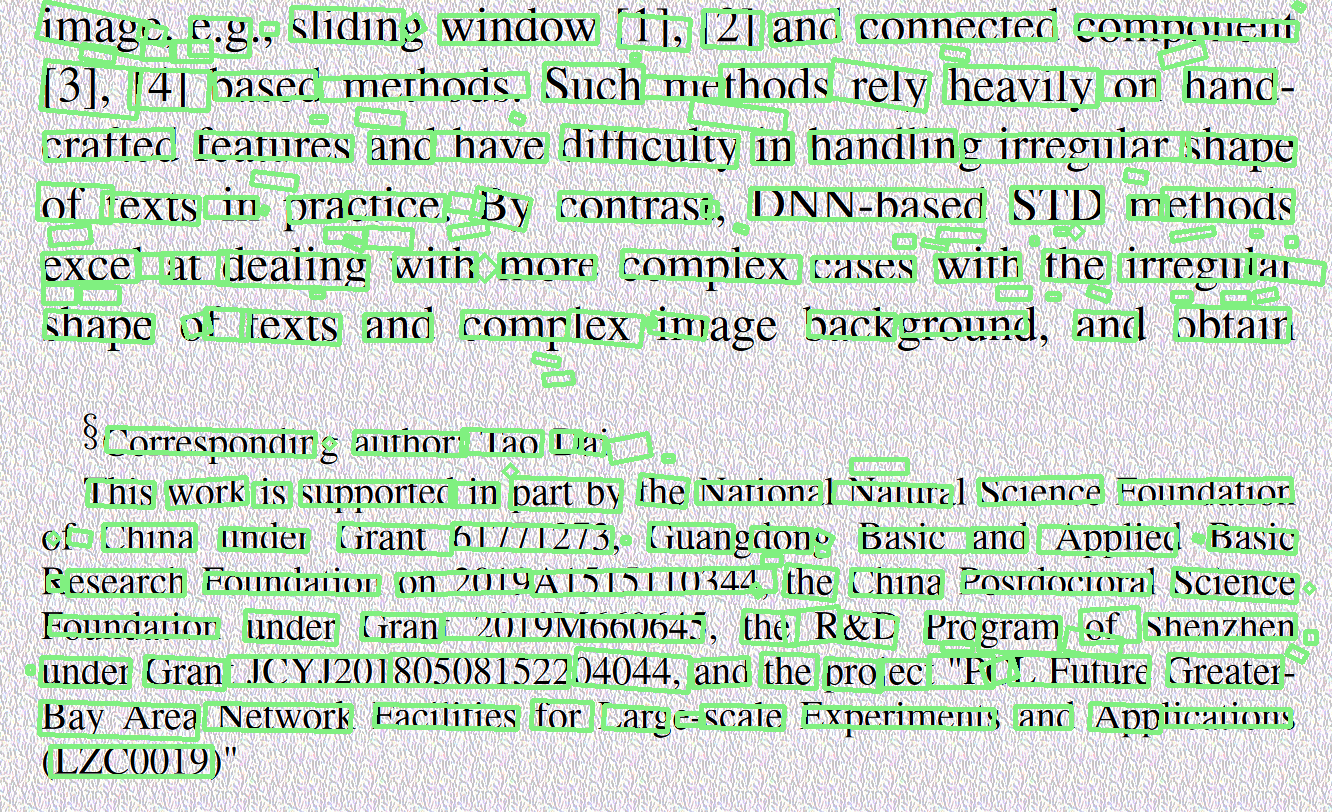 image, e.g., sliding window [1], [2] and connected component
[3], [4] based methods. Such methods rely heavily on hand-
crafted features and have difficulty in handling irregular shape
of texts in practice. By contrast, DNN-based STD methods
excel at dealing with more complex cases with the irregular
shape of texts and complex image background, and obtain
§Corresponding author: Tao Dai
This work is supported in part by the National Natural Science Foundation
of China under Grant 61771273, Guangdong Basic and Applied Basic
Research Foundation on 2019A1515110344, the China Postdoctoral Science
Foundation under Grant 2019M660645, the R&D Program of Shenzhen
under Grant JCYJ20180508152204044, and the project "PCL Future Greater-
Bay Area Network Facilities for Large-scale Experiments and Applications
(LZC0019)"